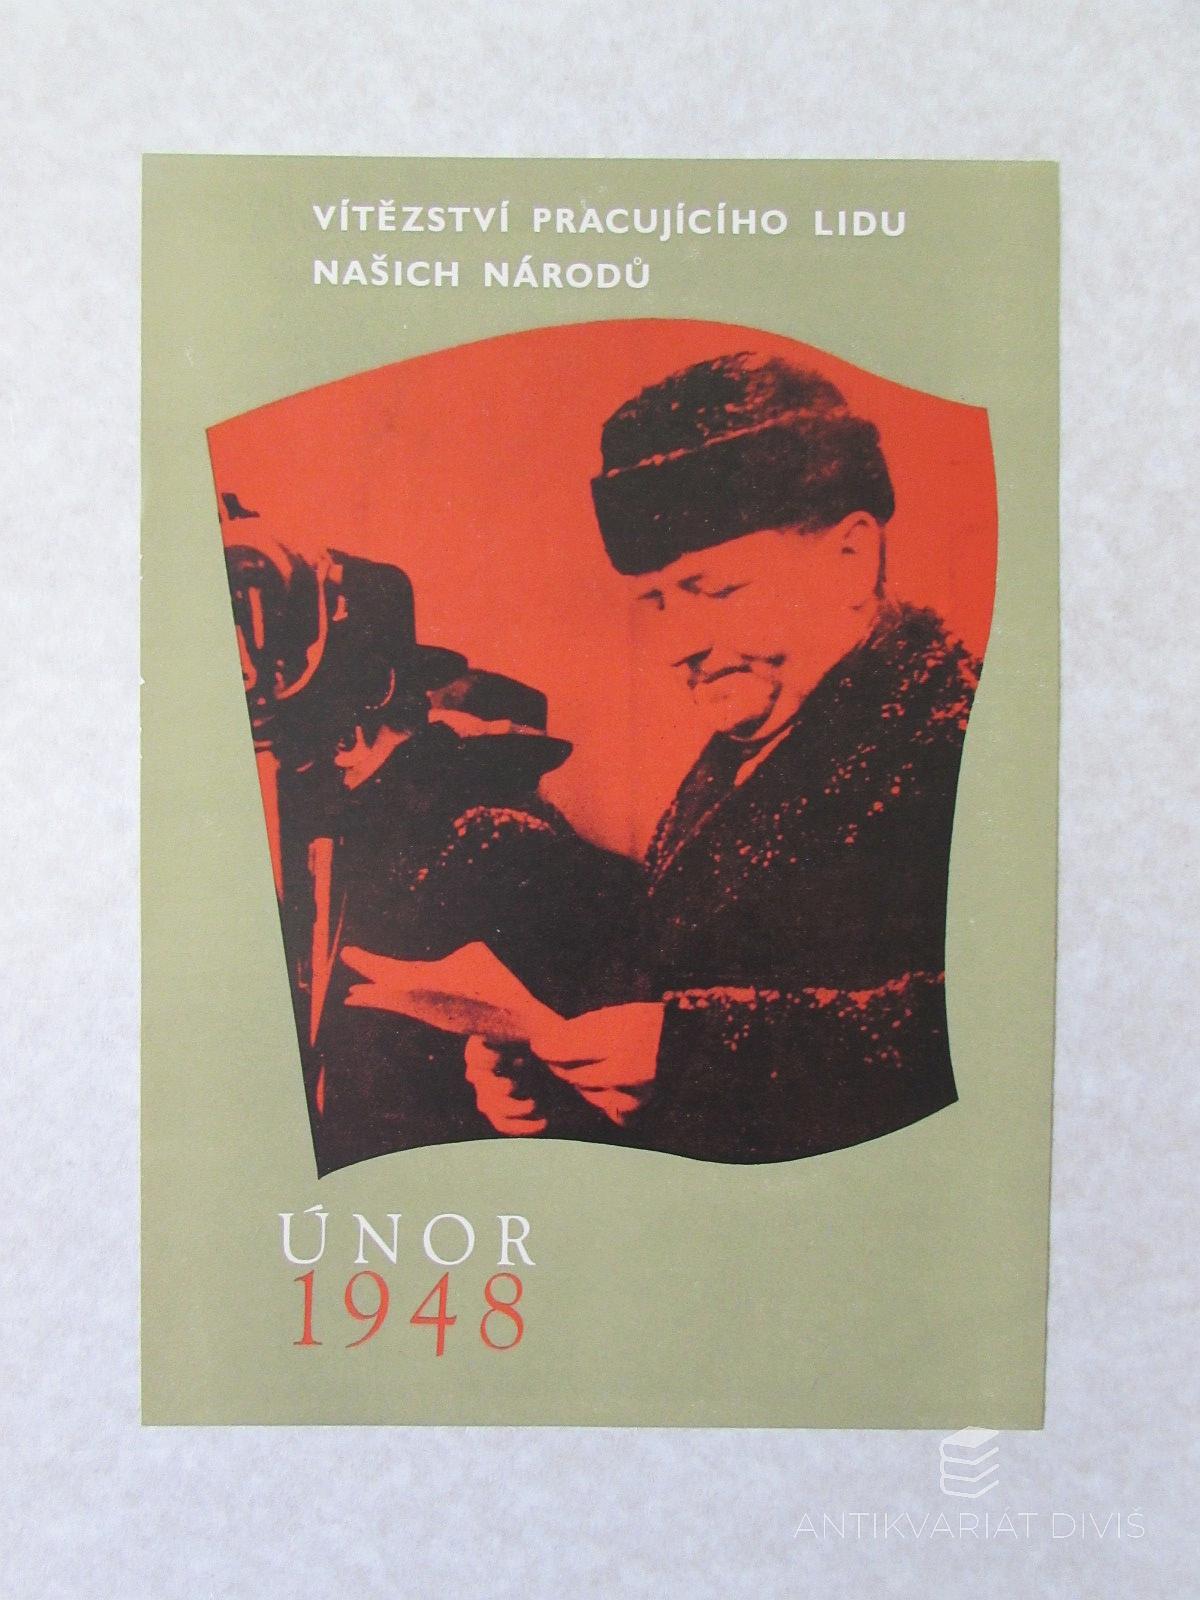 VÍTĚZSTVÍ PRACUJÍCÍHO LIDU
NAŠICH NÁRODŮ
ÚNOR
1948
ANTIKVARIÁT DIVIŠ